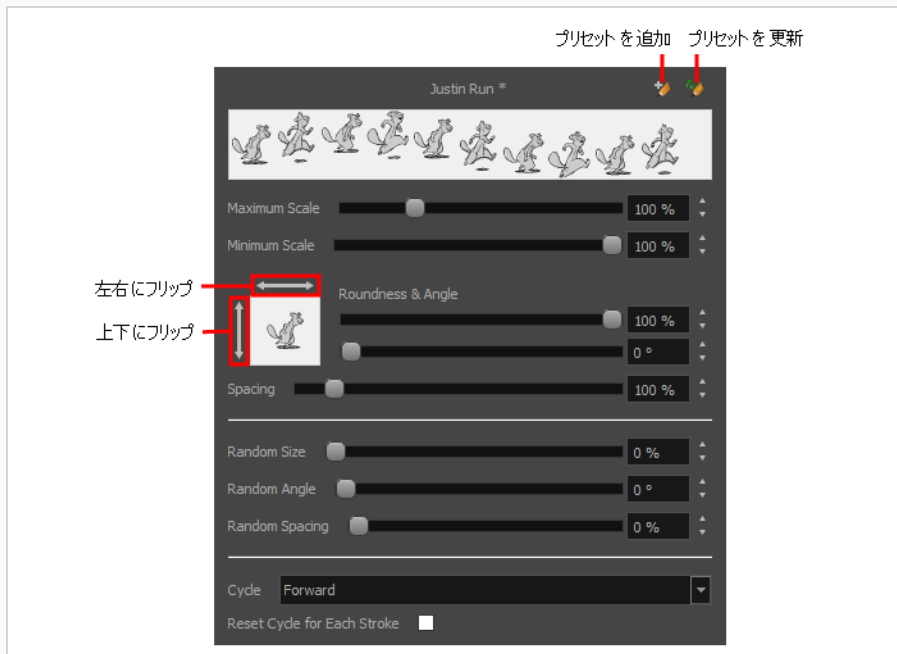 プリセットを追加 プリセットを更新
Justin Run *
Maximum Scale 100 %
Minimum Scale 100 %
左右にフリップ
Roundness & Angle
100 %
上下にフリップ
0 °
Spacing 100 %
Random Size 0 %
Random Angle 0 °
Random Spacing 0 %
Cycle Forward
Reset Cycle for Each Stroke